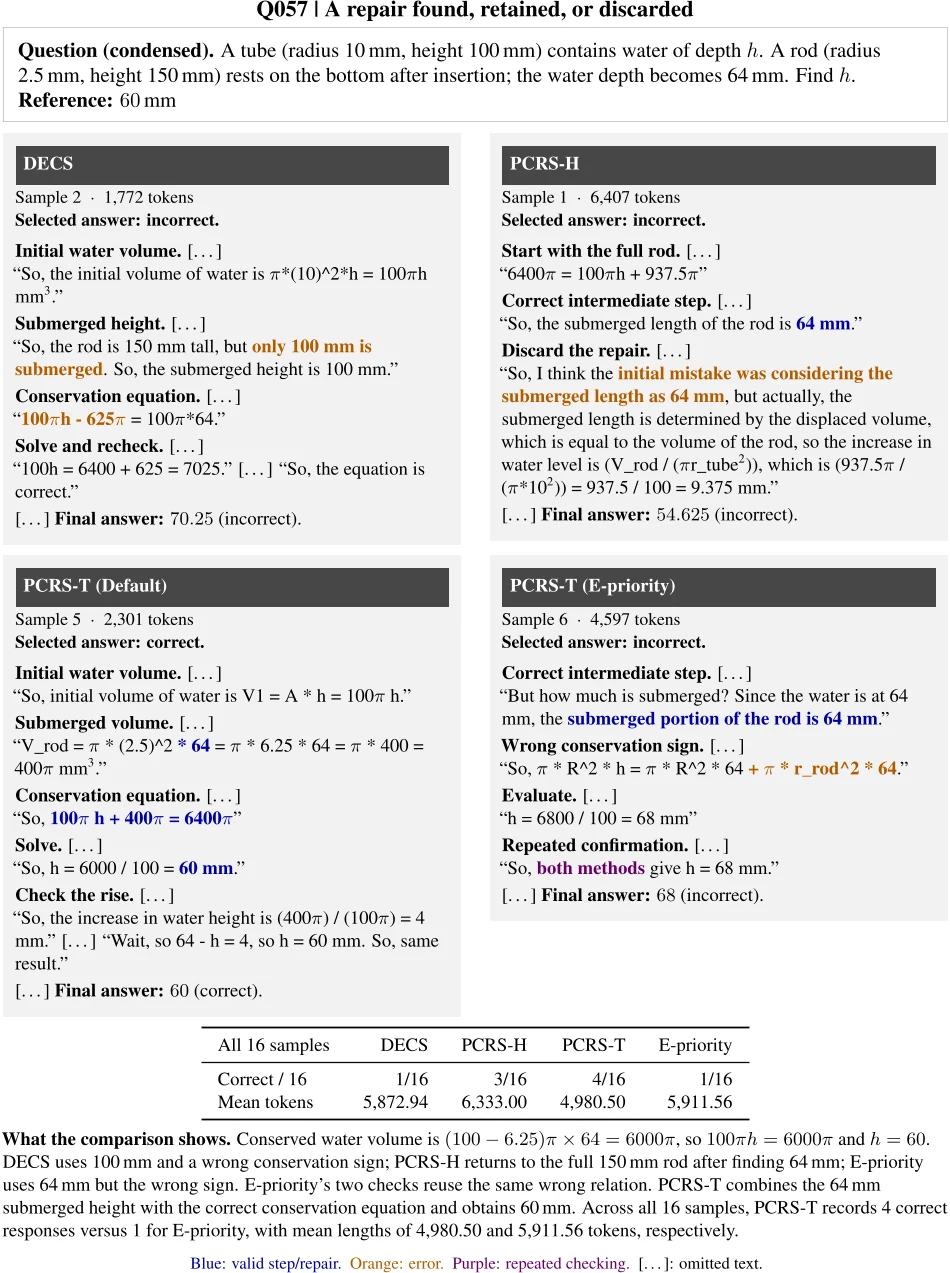 Q057 | A repair found, retained, or discarded
Question (condensed). A tube (radius 10 mm, height 100 mm) contains water of depth h. A rod (radius
2.5 mm, height 150 mm) rests on the bottom after insertion; the water depth becomes 64 mm. Find h.
Reference: 60 mm
DECS
Sample 2 · 1,772 tokens
Selected answer: incorrect.
Initial water volume. [...]
“So, the initial volume of water is π*(10)^2*h = 100πh
mm³.”
Submerged height. [...]
“So, the rod is 150 mm tall, but only 100 mm is
submerged. So, the submerged height is 100 mm.”
Conservation equation. [...]
“100πh - 625π = 100π*64.”
Solve and recheck. [...]
“100h = 6400 + 625 = 7025.” [...] “So, the equation is
correct.”
[...] Final answer: 70.25 (incorrect).
PCRS-H
Sample 1 · 6,407 tokens
Selected answer: incorrect.
Start with the full rod. [...]
“6400π = 100πh + 937.5π”
Correct intermediate step. [...]
“So, the submerged length of the rod is 64 mm.”
Discard the repair. [...]
“So, I think the initial mistake was considering the
submerged length as 64 mm, but actually, the
submerged length is determined by the displaced volume,
which is equal to the volume of the rod, so the increase in
water level is (V_rod / (πr_tube²)), which is (937.5π /
(π*10²)) = 937.5 / 100 = 9.375 mm.”
[...] Final answer: 54.625 (incorrect).
PCRS-T (Default)
Sample 5 · 2,301 tokens
Selected answer: correct.
Initial water volume. [...]
“So, initial volume of water is V1 = A * h = 100π h.”
Submerged volume. [...]
“V_rod = π * (2.5)^2 * 64 = π * 6.25 * 64 = π * 400 =
400π mm³.”
Conservation equation. [...]
“So, 100π h + 400π = 6400π”
Solve. [...]
“So, h = 6000 / 100 = 60 mm.”
Check the rise. [...]
“So, the increase in water height is (400π) / (100π) = 4
mm.” [...] “Wait, so 64 - h = 4, so h = 60 mm. So, same
result.”
[...] Final answer: 60 (correct).
PCRS-T (E-priority)
Sample 6 · 4,597 tokens
Selected answer: incorrect.
Correct intermediate step. [...]
“But how much is submerged? Since the water is at 64
mm, the submerged portion of the rod is 64 mm.”
Wrong conservation sign. [...]
“So, π * R^2 * h = π * R^2 * 64 + π * r_rod^2 * 64.”
Evaluate. [...]
“h = 6800 / 100 = 68 mm”
Repeated confirmation. [...]
“So, both methods give h = 68 mm.”
[...] Final answer: 68 (incorrect).
All 16 samples DECS PCRS-H PCRS-T E-priority
Correct / 16 1/16 3/16 4/16 1/16
Mean tokens 5,872.94 6,333.00 4,980.50 5,911.56
What the comparison shows. Conserved water volume is (100 − 6.25)π × 64 = 6000π, so 100πh = 6000π and h = 60.
DECS uses 100 mm and a wrong conservation sign; PCRS-H returns to the full 150 mm rod after finding 64 mm; E-priority
uses 64 mm but the wrong sign. E-priority’s two checks reuse the same wrong relation. PCRS-T combines the 64 mm
submerged height with the correct conservation equation and obtains 60 mm. Across all 16 samples, PCRS-T records 4 correct
responses versus 1 for E-priority, with mean lengths of 4,980.50 and 5,911.56 tokens, respectively.
Blue: valid step/repair. Orange: error. Purple: repeated checking. [...]: omitted text.